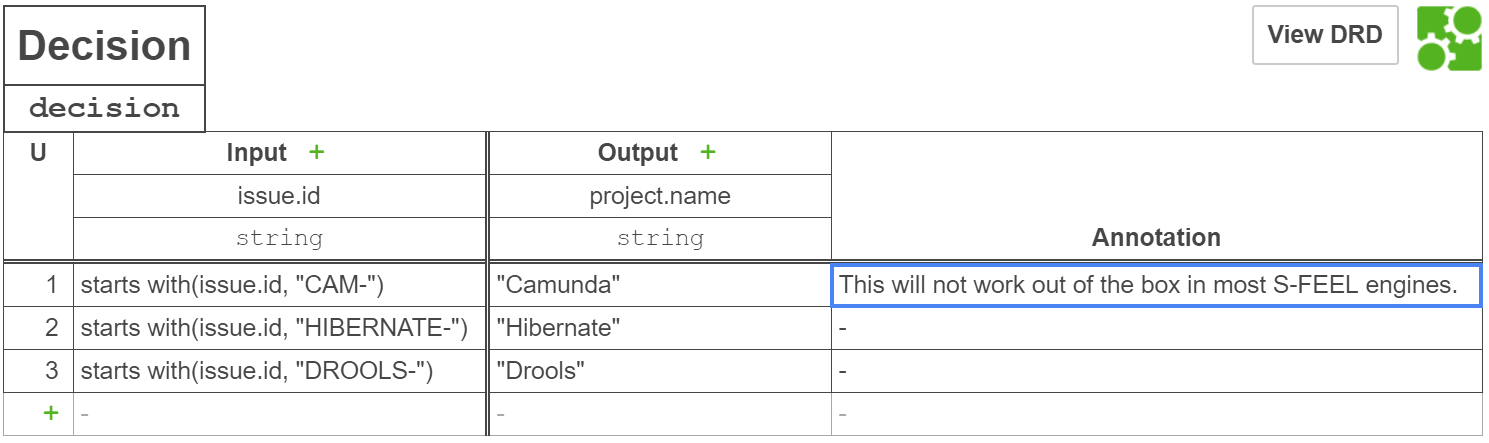 Decision
View DRD
decision
U Input + Output +
issue.id project.name
string string Annotation
1 starts with(issue.id, "CAM-") "Camunda" This will not work out of the box in most S-FEEL engines.
2 starts with(issue.id, "HIBERNATE-") "Hibernate" -
3 starts with(issue.id, "DROOLS-") "Drools" -
+ - - -